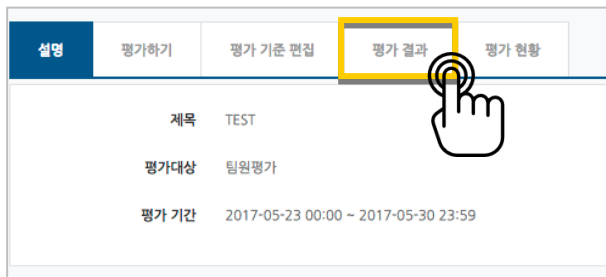 설명 평가하기 평가 기준 편집 평가 결과 평가 현황
제목 TEST
평가대상 팀원평가
평가 기간 2017-05-23 00:00 ~ 2017-05-30 23:59